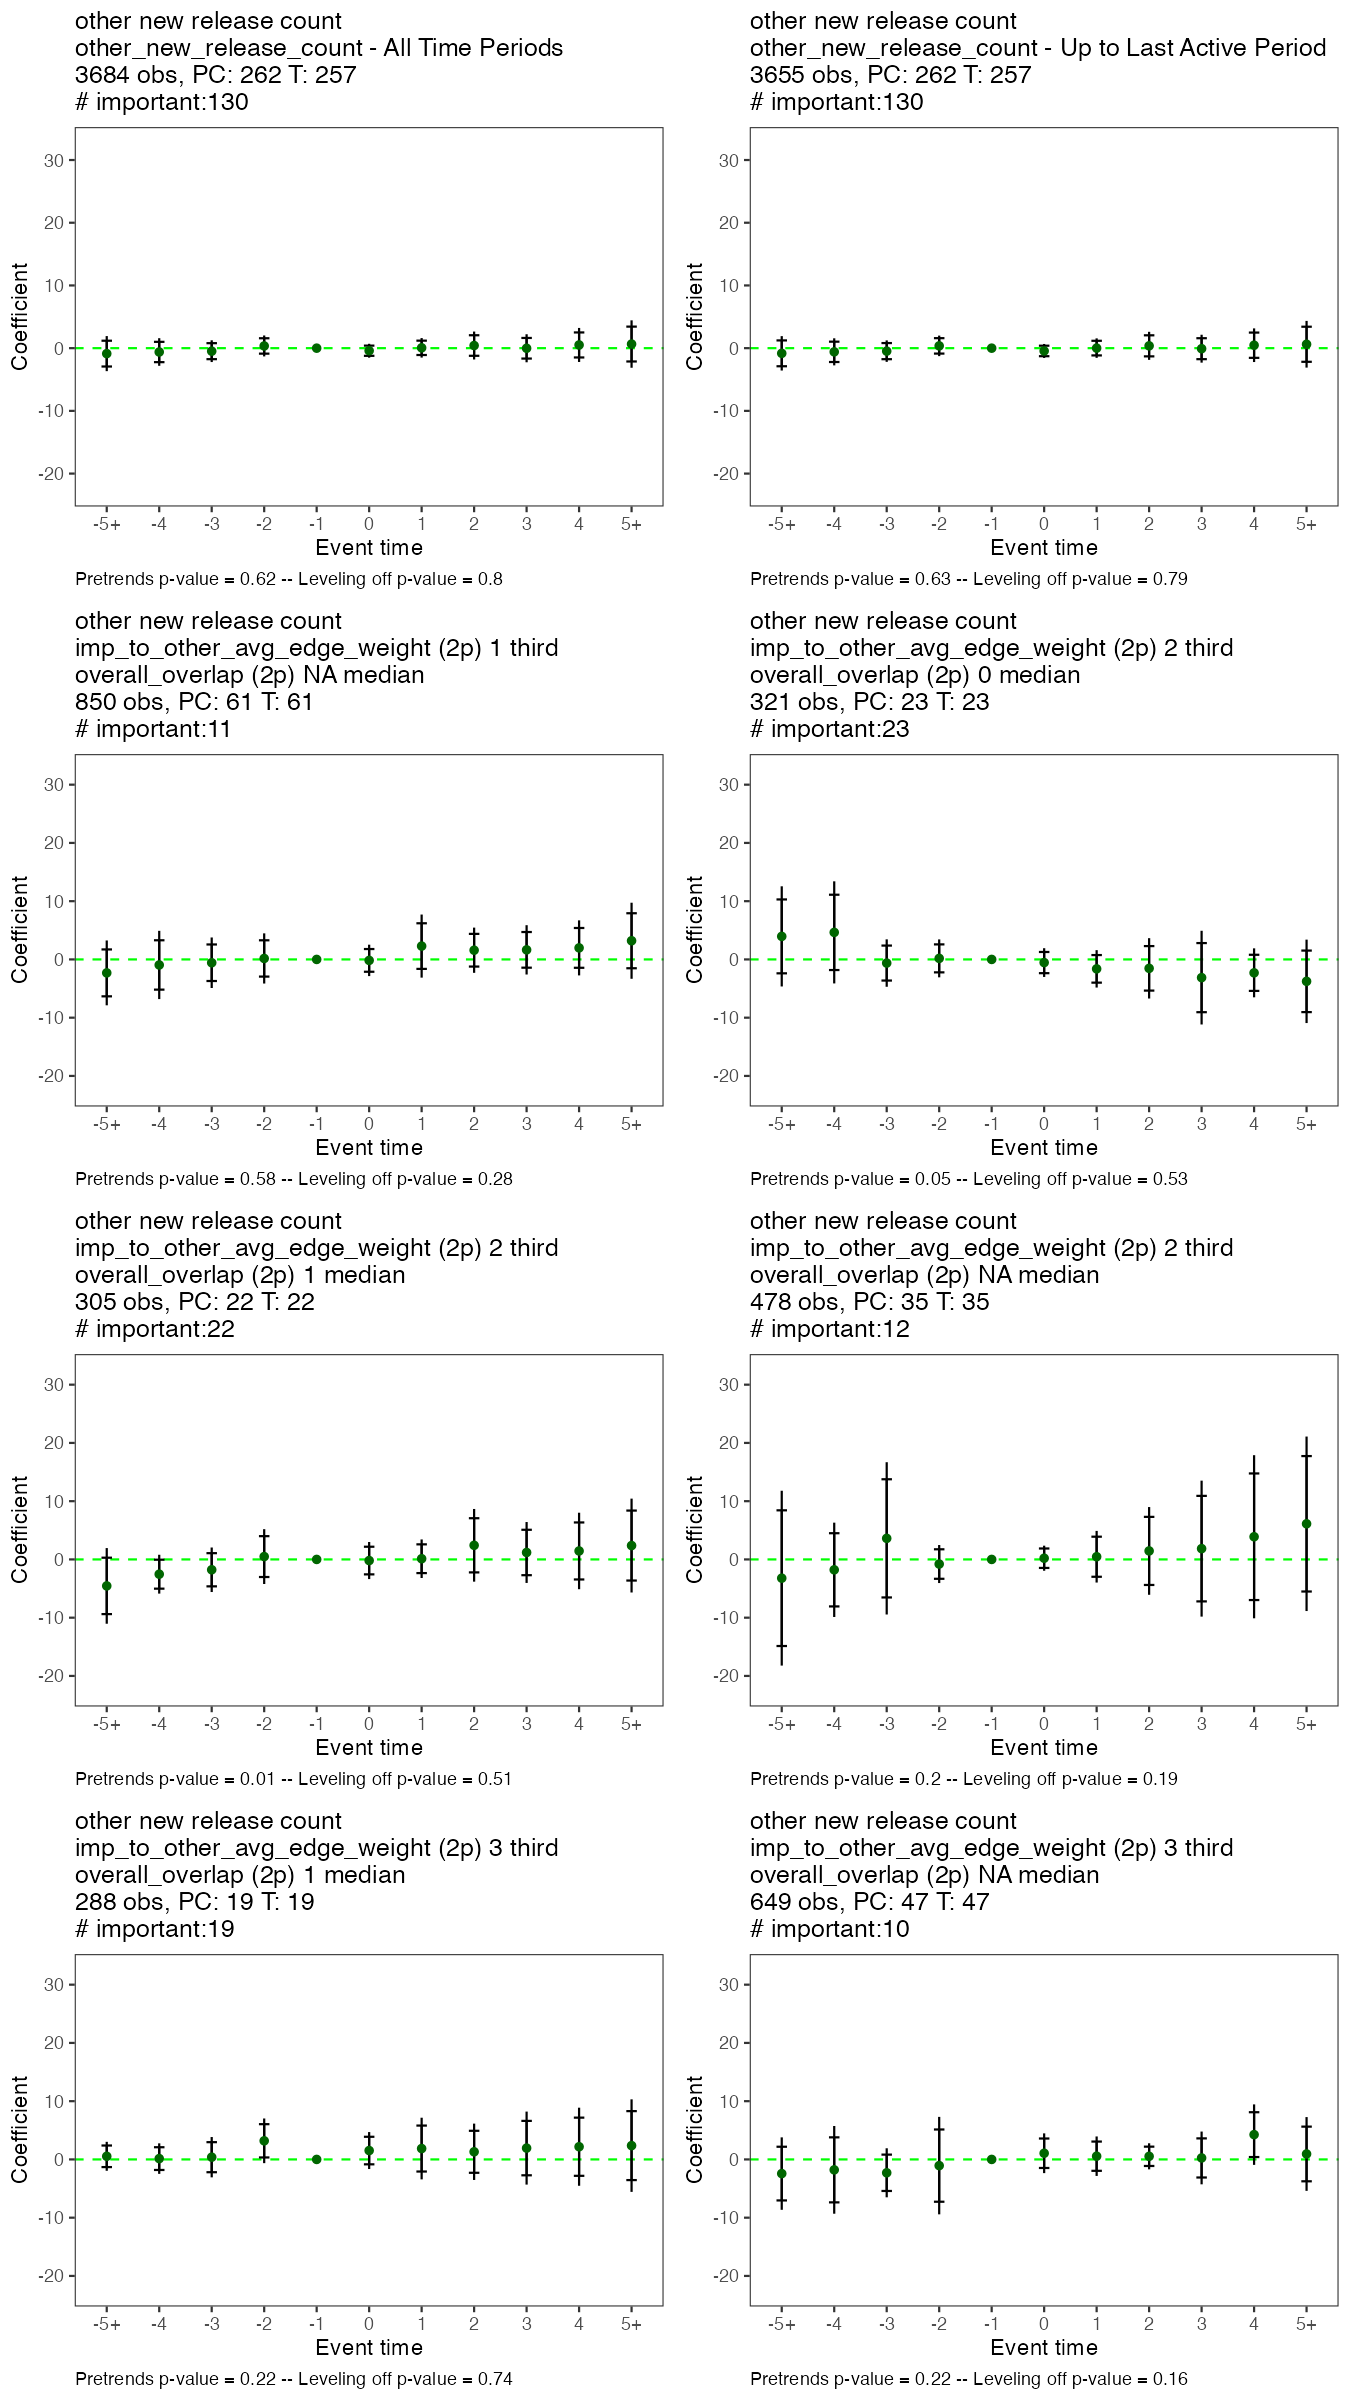 other new release count
other_new_release_count - All Time Periods
3684 obs, PC: 262 T: 257
# important:130
30
20
10
0
-10
-20
Coefficient
-5+ -4 -3 -2 -1 0 1 2 3 4 5+
Event time
Pretrends p-value = 0.62 -- Leveling off p-value = 0.8
other new release count
other_new_release_count - Up to Last Active Period
3655 obs, PC: 262 T: 257
# important:130
30
20
10
0
-10
-20
Coefficient
-5+ -4 -3 -2 -1 0 1 2 3 4 5+
Event time
Pretrends p-value = 0.63 -- Leveling off p-value = 0.79
other new release count
imp_to_other_avg_edge_weight (2p) 1 third
overall_overlap (2p) NA median
850 obs, PC: 61 T: 61
# important:11
30
20
10
0
-10
-20
Coefficient
-5+ -4 -3 -2 -1 0 1 2 3 4 5+
Event time
Pretrends p-value = 0.58 -- Leveling off p-value = 0.28
other new release count
imp_to_other_avg_edge_weight (2p) 2 third
overall_overlap (2p) 0 median
321 obs, PC: 23 T: 23
# important:23
30
20
10
0
-10
-20
Coefficient
-5+ -4 -3 -2 -1 0 1 2 3 4 5+
Event time
Pretrends p-value = 0.05 -- Leveling off p-value = 0.53
other new release count
imp_to_other_avg_edge_weight (2p) 2 third
overall_overlap (2p) 1 median
305 obs, PC: 22 T: 22
# important:22
30
20
10
0
-10
-20
Coefficient
-5+ -4 -3 -2 -1 0 1 2 3 4 5+
Event time
Pretrends p-value = 0.01 -- Leveling off p-value = 0.51
other new release count
imp_to_other_avg_edge_weight (2p) 2 third
overall_overlap (2p) NA median
478 obs, PC: 35 T: 35
# important:12
30
20
10
0
-10
-20
Coefficient
-5+ -4 -3 -2 -1 0 1 2 3 4 5+
Event time
Pretrends p-value = 0.2 -- Leveling off p-value = 0.19
other new release count
imp_to_other_avg_edge_weight (2p) 3 third
overall_overlap (2p) 1 median
288 obs, PC: 19 T: 19
# important:19
30
20
10
0
-10
-20
Coefficient
-5+ -4 -3 -2 -1 0 1 2 3 4 5+
Event time
Pretrends p-value = 0.22 -- Leveling off p-value = 0.74
other new release count
imp_to_other_avg_edge_weight (2p) 3 third
overall_overlap (2p) NA median
649 obs, PC: 47 T: 47
# important:10
30
20
10
0
-10
-20
Coefficient
-5+ -4 -3 -2 -1 0 1 2 3 4 5+
Event time
Pretrends p-value = 0.22 -- Leveling off p-value = 0.16